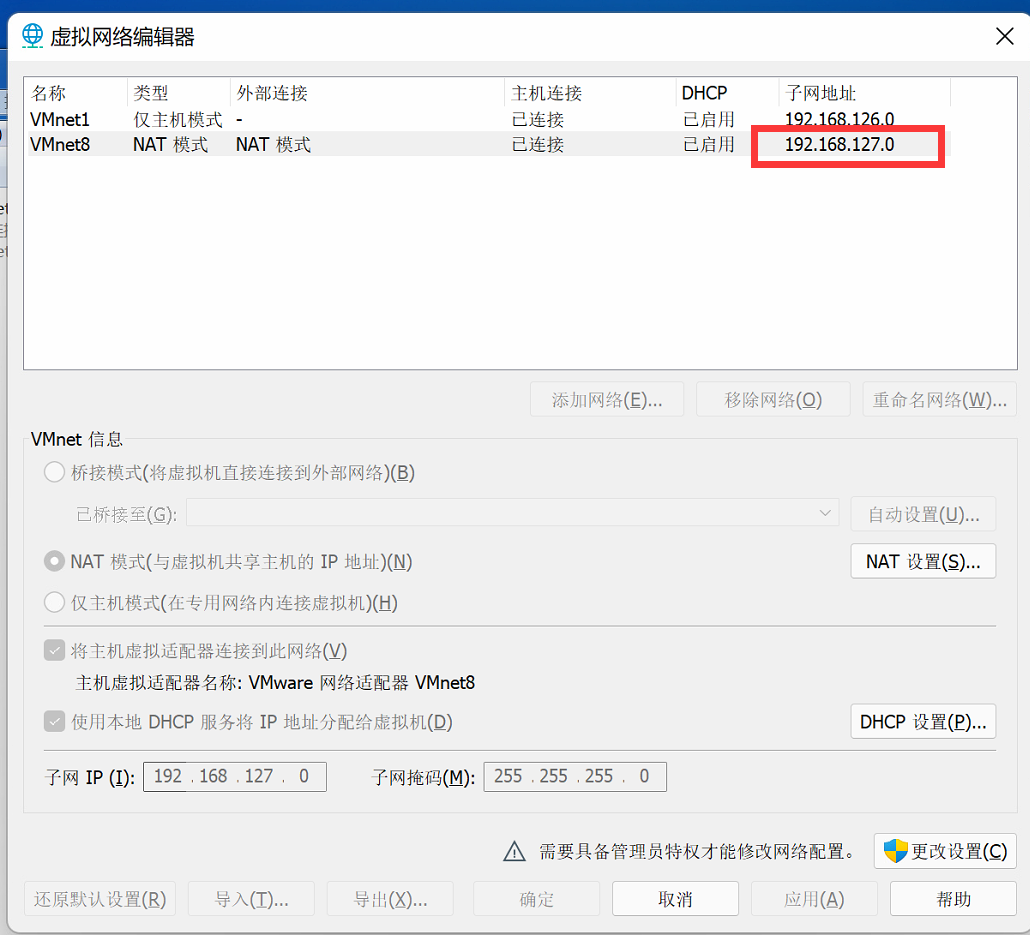 虚拟网络编辑器
名称 类型 外部连接 主机连接 DHCP 子网地址
VMnet1 仅主机模式 - 已连接 已启用 192.168.126.0
VMnet8 NAT 模式 NAT 模式 已连接 已启用 192.168.127.0
添加网络(E)... 移除网络(O) 重命名网络(W)...
VMnet 信息
桥接模式(将虚拟机直接连接到外部网络)(B)
已桥接至(G): 自动设置(U)...
NAT 模式(与虚拟机共享主机的 IP 地址)(N) NAT 设置(S)...
仅主机模式(在专用网络内连接虚拟机)(H)
将主机虚拟适配器连接到此网络(V)
主机虚拟适配器名称: VMware 网络适配器 VMnet8
使用本地 DHCP 服务将 IP 地址分配给虚拟机(D) DHCP 设置(P)...
子网 IP (I): 192 . 168 . 127 . 0 子网掩码(M): 255 . 255 . 255 . 0
需要具备管理员特权才能修改网络配置。 更改设置(C)
还原默认设置(R) 导入(T)... 导出(X)... 确定 取消 应用(A) 帮助